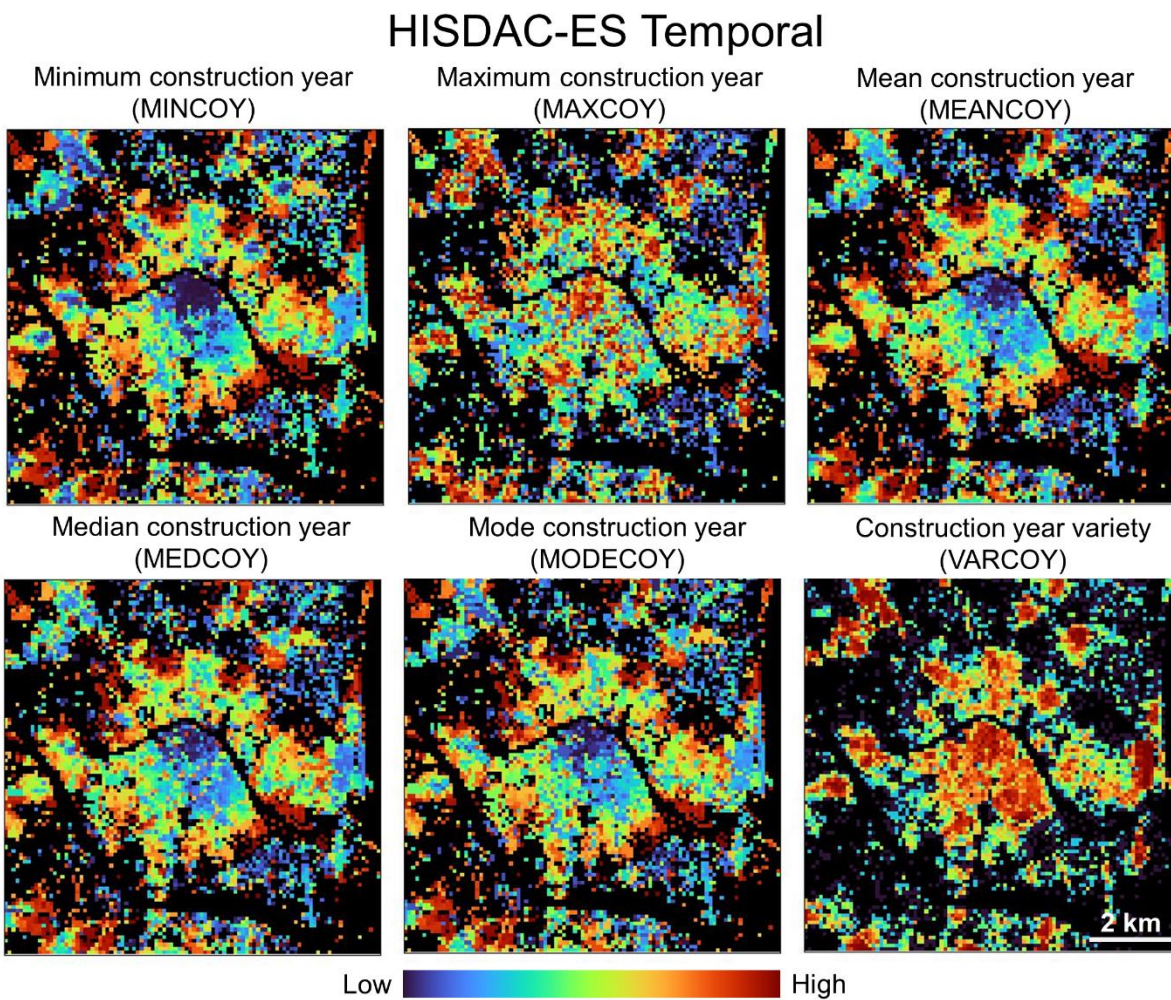 HISDAC-ES Temporal
Minimum construction year
(MINCOY)
Maximum construction year
(MAXCOY)
Mean construction year
(MEANCOY)
Median construction year
(MEDCOY)
Mode construction year
(MODECOY)
Construction year variety
(VARCOY)
2 km
Low
High